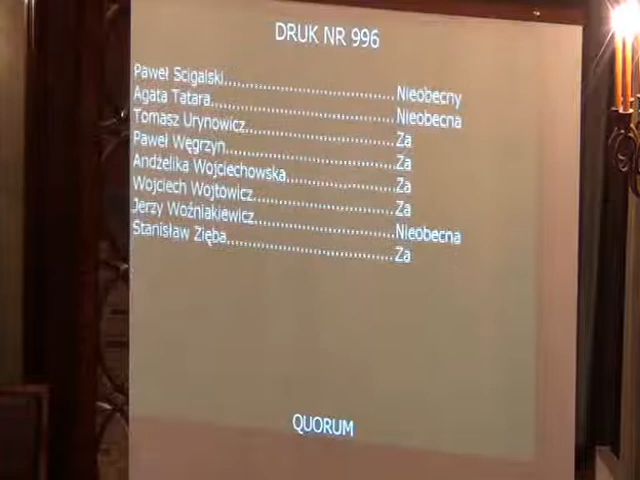 DRUK NR 996
Paweł Ścigalski..............................Nieobecny
Agata Tatara..............................Nieobecna
Tomasz Urynowicz..............................Za
Paweł Węgrzyn..............................Za
Andżelika Wojciechowska..............................Za
Wojciech Wojtowicz..............................Za
Jerzy Woźniakiewicz..............................Nieobecna
Stanisław Zięba..............................Za
QUORUM